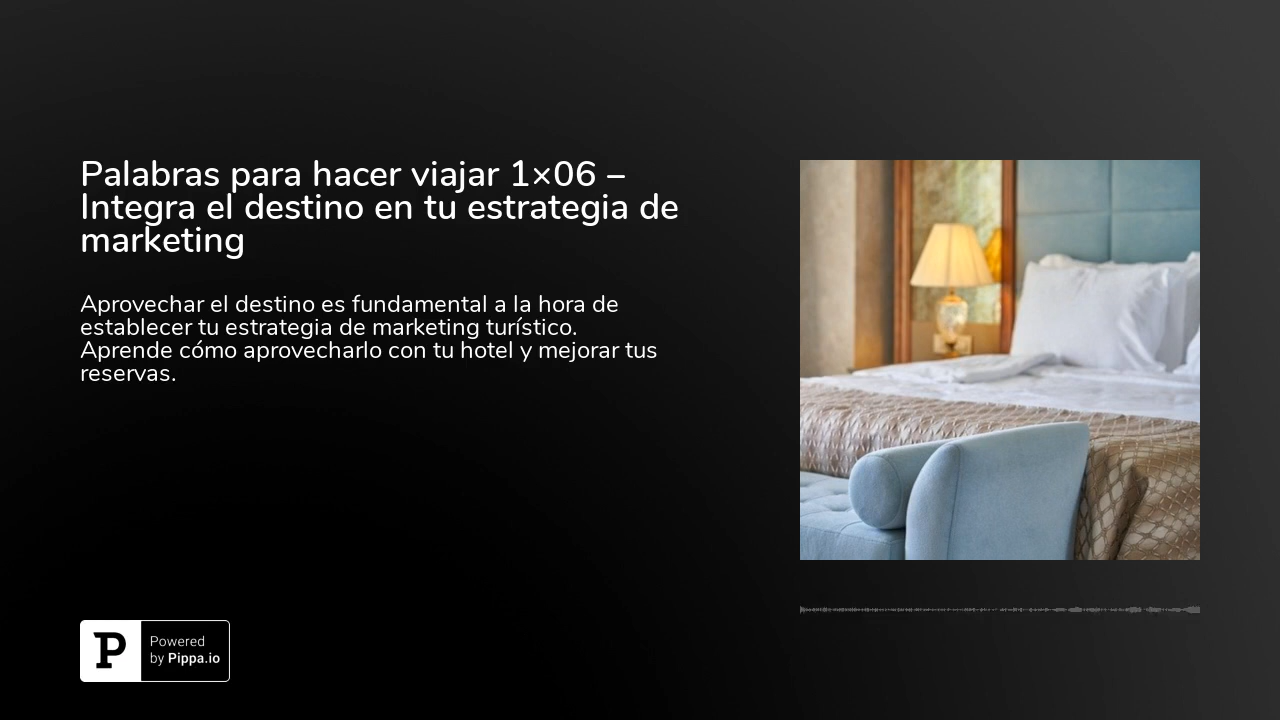 Palabras para hacer viajar 1×06 –
Integra el destino en tu estrategia de
marketing
Aprovechar el destino es fundamental a la hora de
establecer tu estrategia de marketing turístico.
Aprende cómo aprovecharlo con tu hotel y mejorar tus
reservas.
P
Powered
by Pippa.io